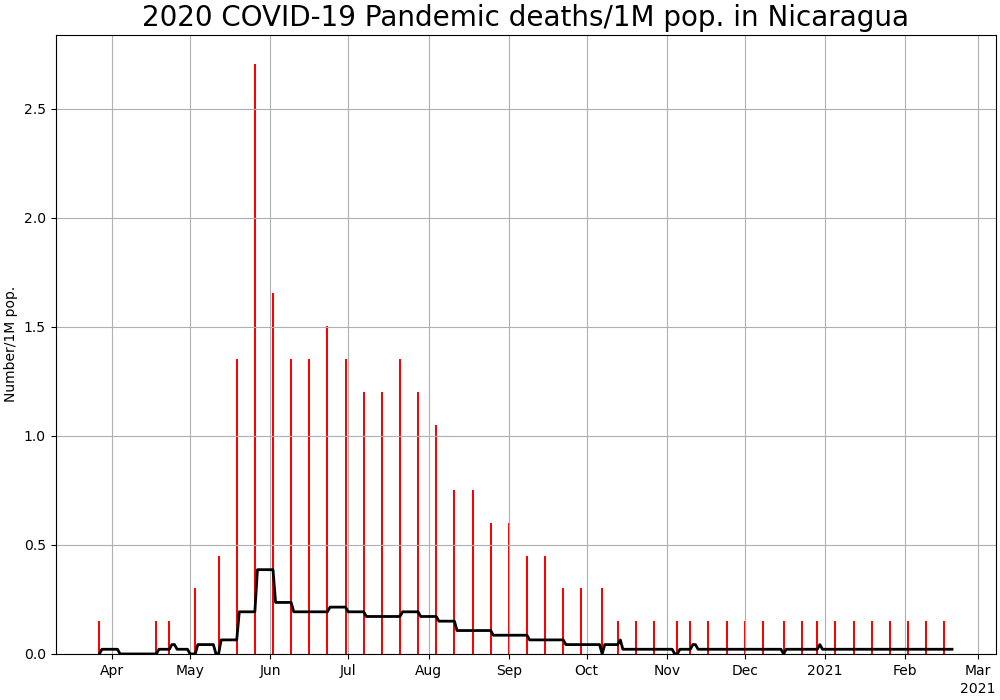 2020 COVID-19 Pandemic deaths/1M pop. in Nicaragua
Number/1M pop.
2.5
2.0
1.5
1.0
0.5
0.0
Apr May Jun Jul Aug Sep Oct Nov Dec 2021 Feb Mar
2021